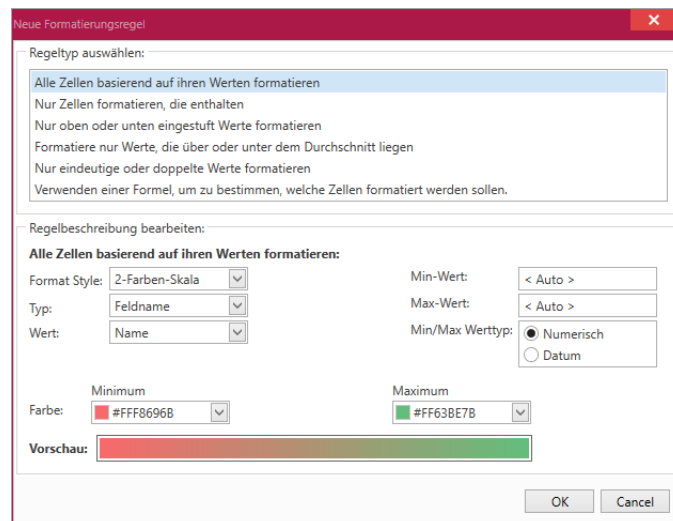 Neue Formatierungsregel
Regeltyp auswählen:
Alle Zellen basierend auf ihren Werten formatieren
Nur Zellen formatieren, die enthalten
Nur oben oder unten eingestuft Werte formatieren
Formatiere nur Werte, die über oder unter dem Durchschnitt liegen
Nur eindeutige oder doppelte Werte formatieren
Verwenden einer Formel, um zu bestimmen, welche Zellen formatiert werden sollen.
Regelbeschreibung bearbeiten:
Alle Zellen basierend auf ihren Werten formatieren:
Format Style: 2-Farben-Skala Min-Wert: < Auto >
Typ: Feldname Max-Wert: < Auto >
Wert: Name Min/Max Werttyp: Numerisch
Datum
Minimum Maximum
Farbe: #FFF8696B #FF63BE7B
Vorschau:
OK Cancel